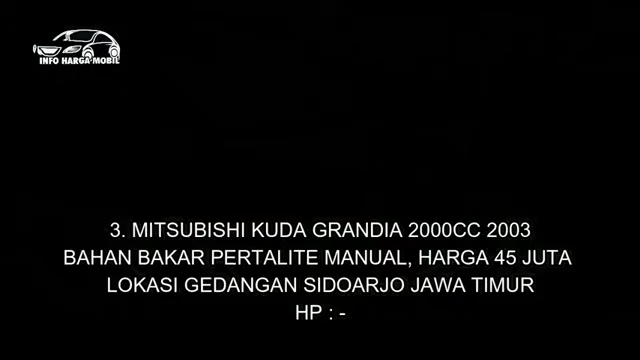 INFO HARGA MOBIL
3. MITSUBISHI KUDA GRANDIA 2000CC 2003
BAHAN BAKAR PERTALITE MANUAL, HARGA 45 JUTA
LOKASI GEDANGAN SIDOARJO JAWA TIMUR
HP : -